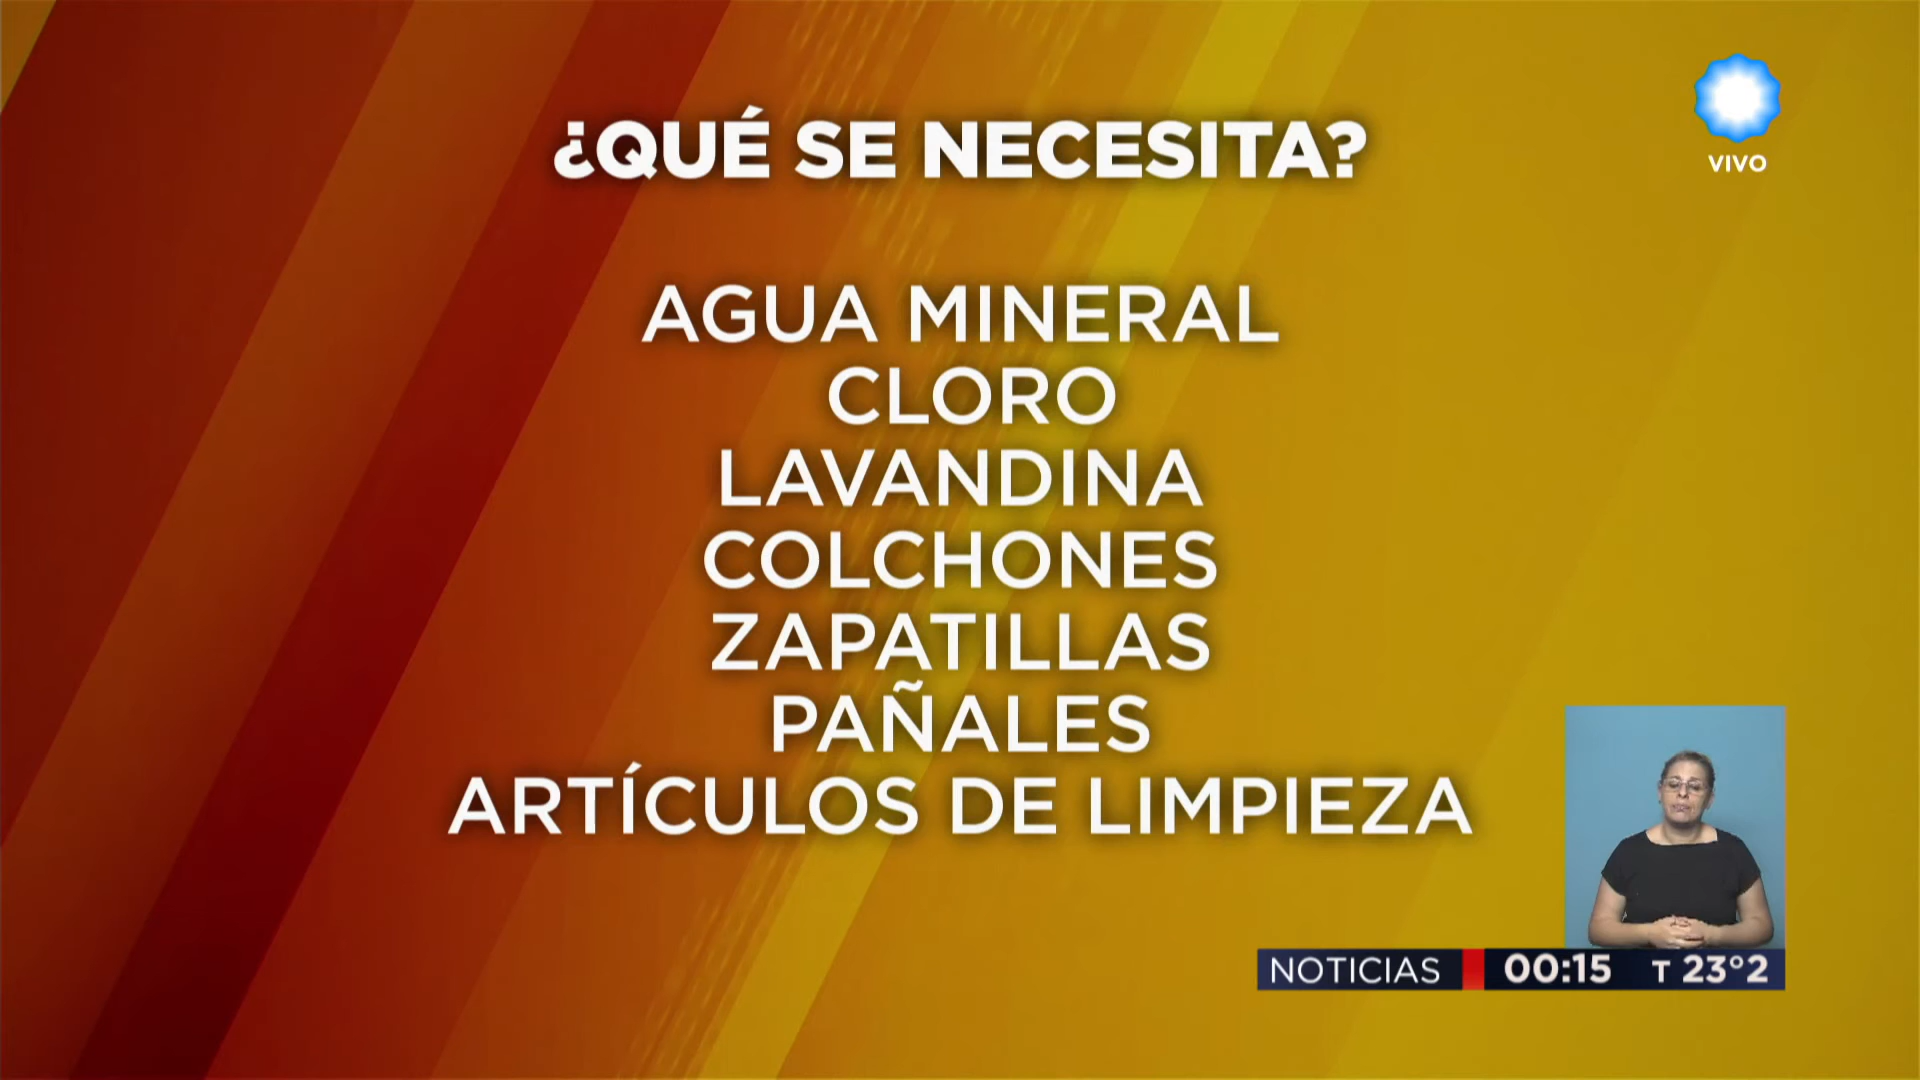 ¿QUÉ SE NECESITA?
VIVO
AGUA MINERAL
CLORO
LAVANDINA
COLCHONES
ZAPATILLAS
PAÑALES
ARTÍCULOS DE LIMPIEZA
NOTICIAS 00:15 T 23°2